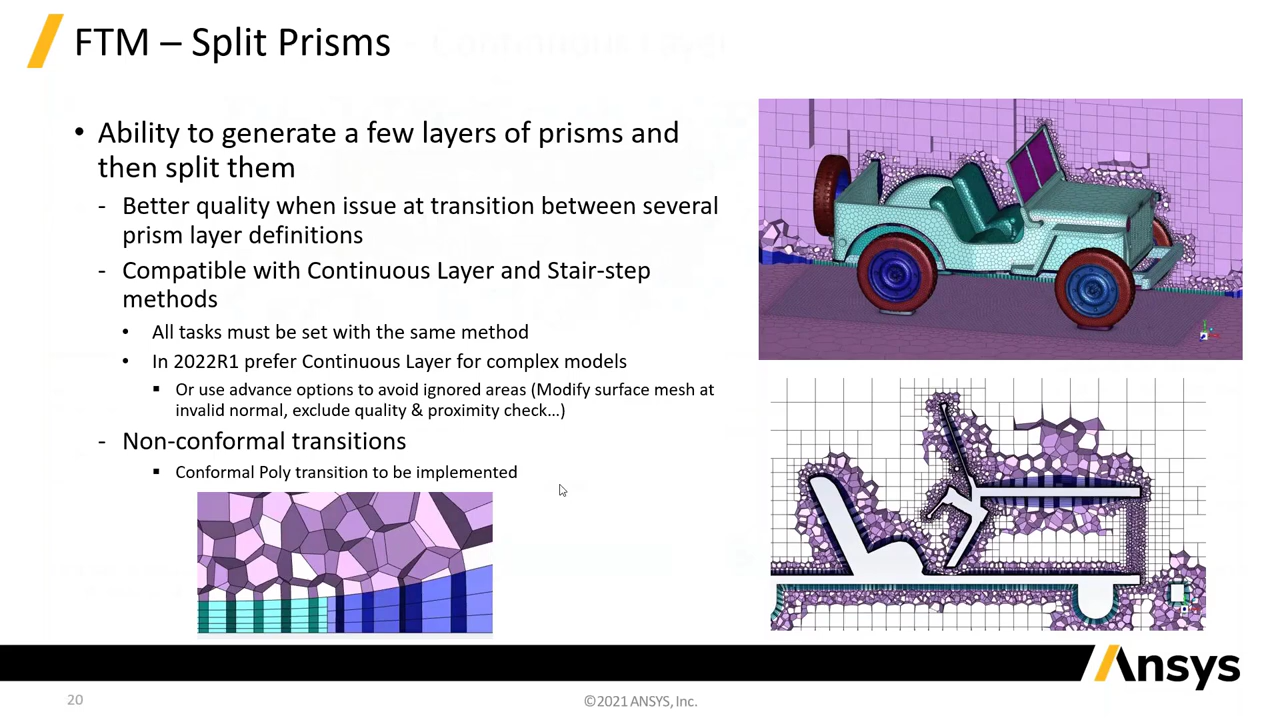 FTM – Split Prisms
• Ability to generate a few layers of prisms and
then split them
- Better quality when issue at transition between several
prism layer definitions
- Compatible with Continuous Layer and Stair-step
methods
• All tasks must be set with the same method
• In 2022R1 prefer Continuous Layer for complex models
▪ Or use advance options to avoid ignored areas (Modify surface mesh at
invalid normal, exclude quality & proximity check…)
- Non-conformal transitions
▪ Conformal Poly transition to be implemented
Ansys
20
©2021 ANSYS, Inc.